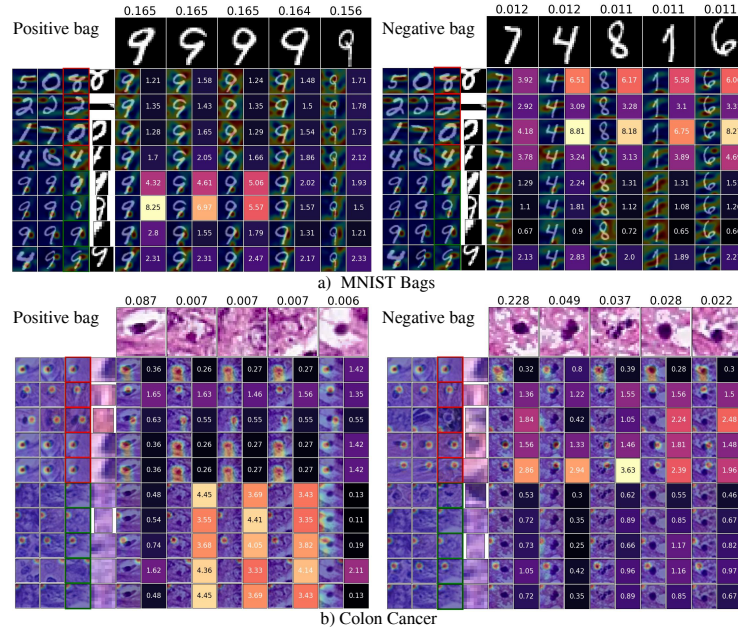 0.165 0.165 0.165 0.164 0.156
Positive bag
9 9 9 9 9
1.21 1.58 1.24 1.48 1.71
1.35 1.43 1.35 1.5 1.78
1.28 1.65 1.29 1.54 1.73
1.7 2.05 1.66 1.86 2.12
4.32 4.61 5.06 2.02 1.93
8.25 6.97 5.57 1.57 1.5
2.8 1.55 1.79 1.31 1.21
2.31 2.31 2.47 2.17 2.33
0.012 0.012 0.011 0.011 0.011
Negative bag
7 4 8 1 6
3.92 6.51 6.17 5.58
2.92 3.09 3.28 3.1
4.18 8.81 8.18 6.75
3.78 3.24 3.13 3.89
1.29 2.24 1.31 1.31
1.1 1.81 1.12 1.08
0.67 0.9 0.72 0.65
2.13 2.83 2.0 1.89
a) MNIST Bags
0.087 0.007 0.007 0.007 0.006
Positive bag
0.36 0.26 0.27 0.27 1.42
1.65 1.63 1.46 1.56 1.35
0.63 0.55 0.55 0.55 0.55
0.36 0.26 0.27 0.27 1.42
0.36 0.26 0.27 0.27 1.42
0.48 4.45 3.69 3.43 0.13
0.54 3.55 4.41 3.35 0.11
0.74 3.68 4.05 3.82 0.19
1.62 4.36 3.33 4.14 2.11
0.48 4.45 3.69 3.43 0.13
0.228 0.049 0.037 0.028 0.022
Negative bag
0.32 0.8 0.39 0.28 0.3
1.36 1.22 1.55 1.56 1.5
1.84 0.42 1.05 2.24 2.48
1.56 1.33 1.46 1.81 1.48
2.86 2.94 3.63 2.39 1.96
0.53 0.3 0.62 0.55 0.46
0.72 0.35 0.89 0.85 0.67
0.73 0.25 0.66 1.17 0.82
1.05 0.42 0.96 1.16 0.97
0.72 0.35 0.89 0.85 0.67
b) Colon Cancer